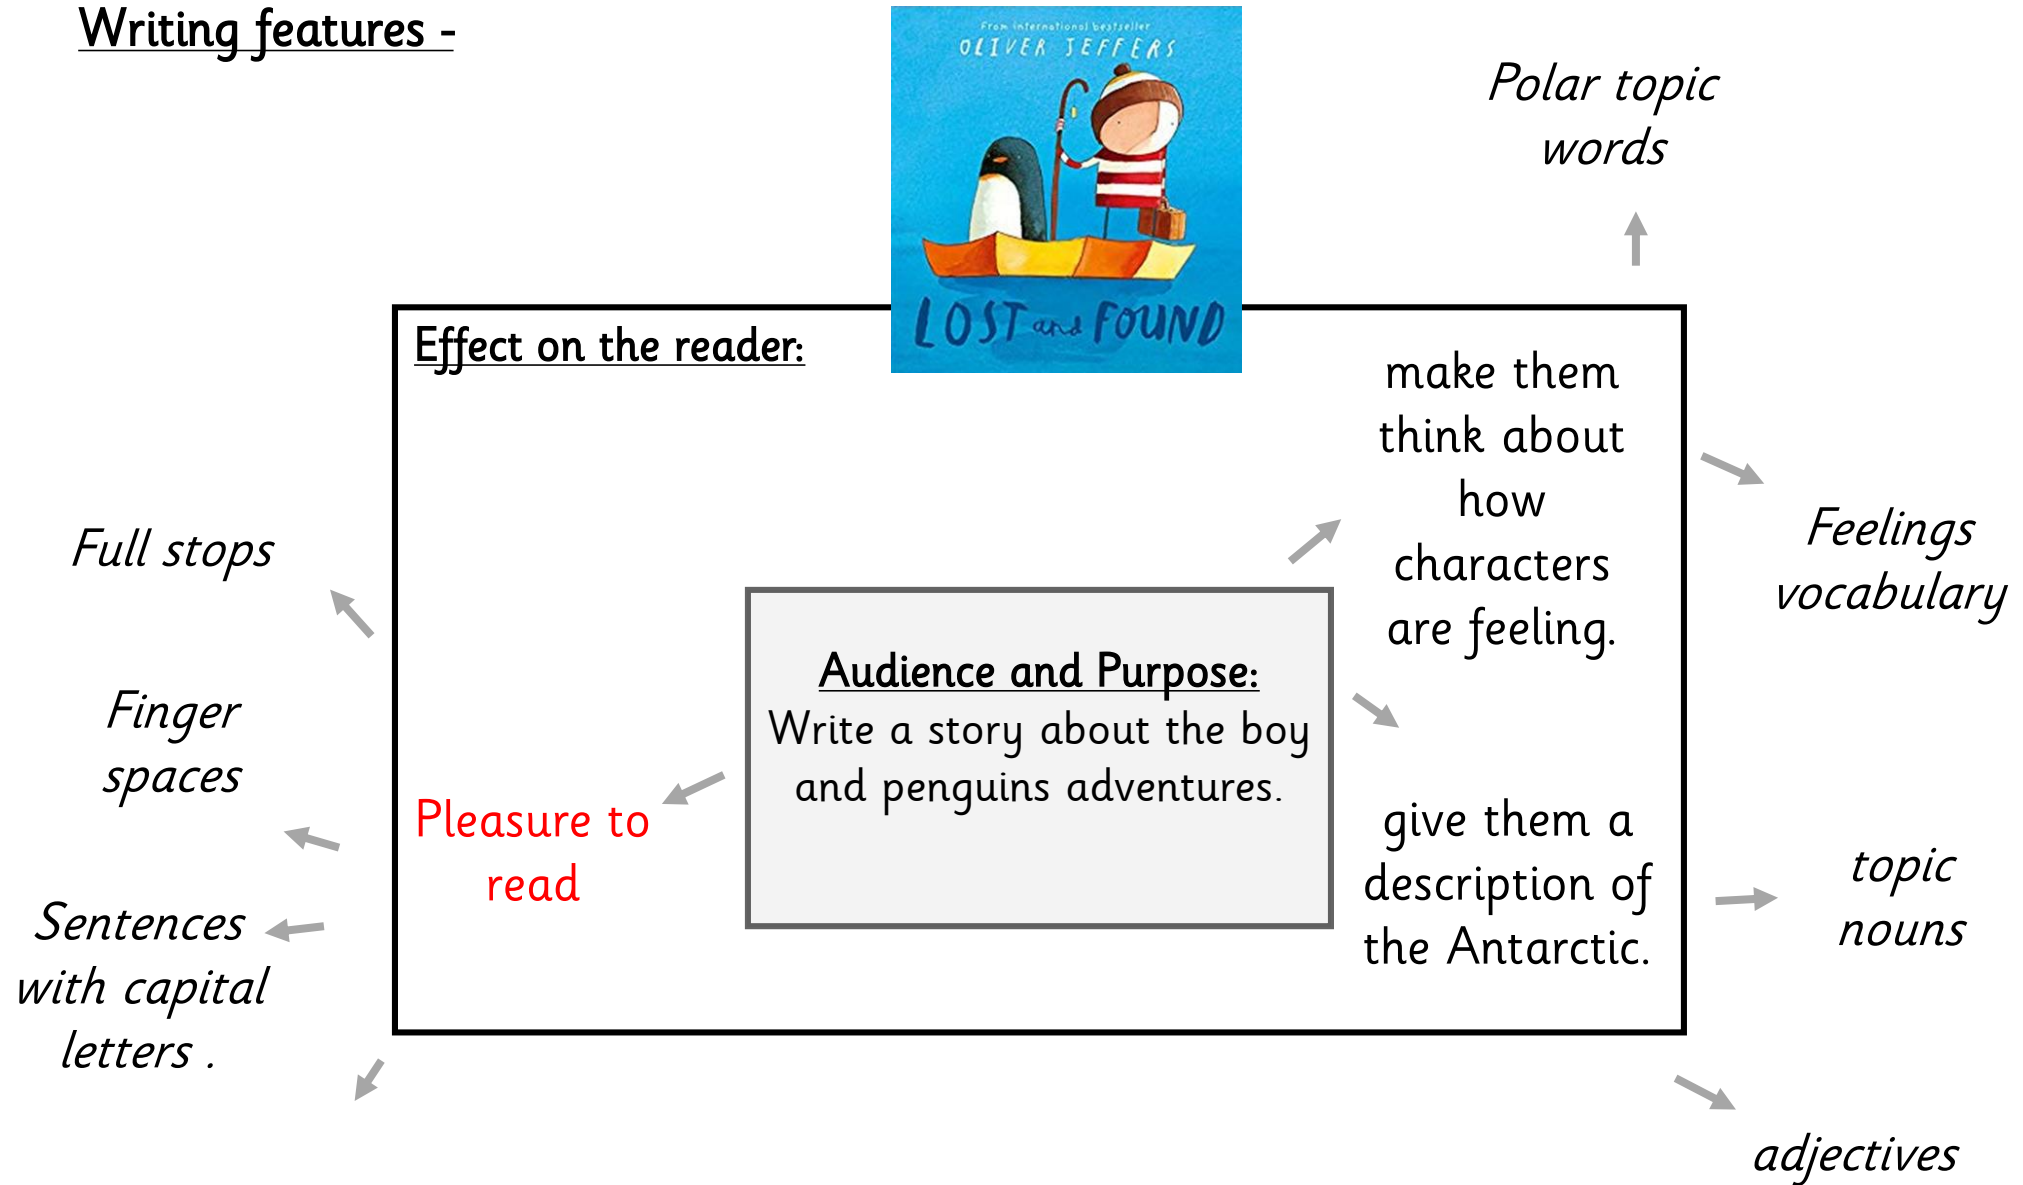 Writing features -
From international bestseller
OLIVER JEFFERS
LOST and FOUND
Polar topic
words
Effect on the reader:
make them
think about
how
characters
are feeling.
Feelings
vocabulary
Full stops
Finger
spaces
Sentences
with capital
letters .
Audience and Purpose:
Write a story about the boy
and penguins adventures.
Pleasure to
read
give them a
description of
the Antarctic.
topic
nouns
adjectives